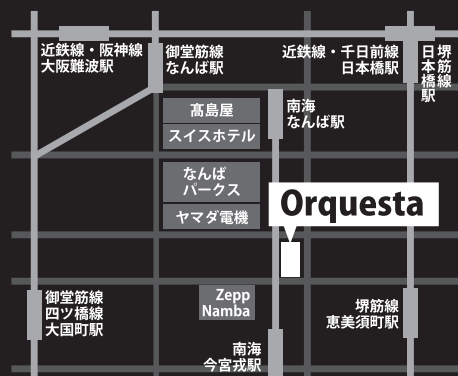 近鉄線・阪神線
大阪難波駅
御堂筋線
なんば駅
近鉄線・千日前線
日本橋駅
堺筋線
日本橋駅
髙島屋
スイスホテル
南海
なんば駅
なんば
パークス
ヤマダ電機
Orquesta
Zepp
Namba
御堂筋線
四ツ橋線
大国町駅
堺筋線
恵美須町駅
南海
今宮戎駅